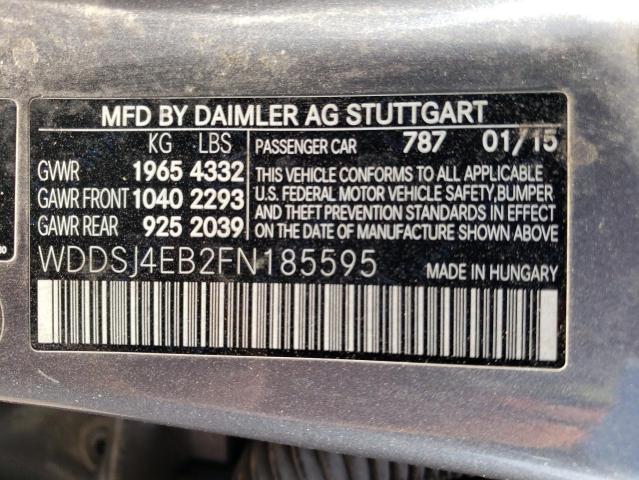 MFD BY DAIMLER AG STUTTGART
KG LBS
GVWR 1965 4332
GAWR FRONT 1040 2293
GAWR REAR 925 2039
PASSENGER CAR 787 01/15
THIS VEHICLE CONFORMS TO ALL APPLICABLE
U.S. FEDERAL MOTOR VEHICLE SAFETY, BUMPER
AND THEFT PREVENTION STANDARDS IN EFFECT
ON THE DATE OF MANUFACTURE SHOWN ABOVE.
WDDSJ4EB2FN185595 MADE IN HUNGARY